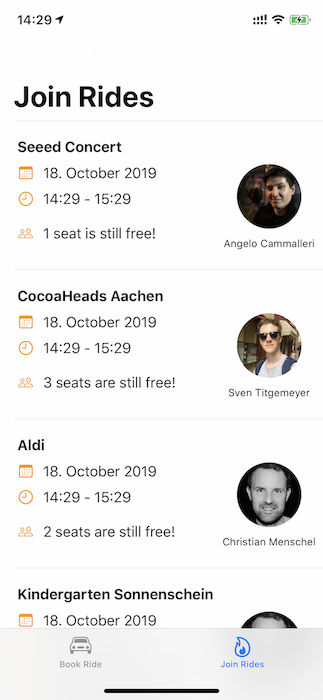 14:29
Join Rides
Seeed Concert
18. October 2019
14:29 - 15:29
1 seat is still free!
Angelo Cammalleri
CocoaHeads Aachen
18. October 2019
14:29 - 15:29
3 seats are still free!
Sven Titgemeyer
Aldi
18. October 2019
14:29 - 15:29
2 seats are still free!
Christian Menschel
Kindergarten Sonnenschein
18. October 2019
Book Ride
Join Rides